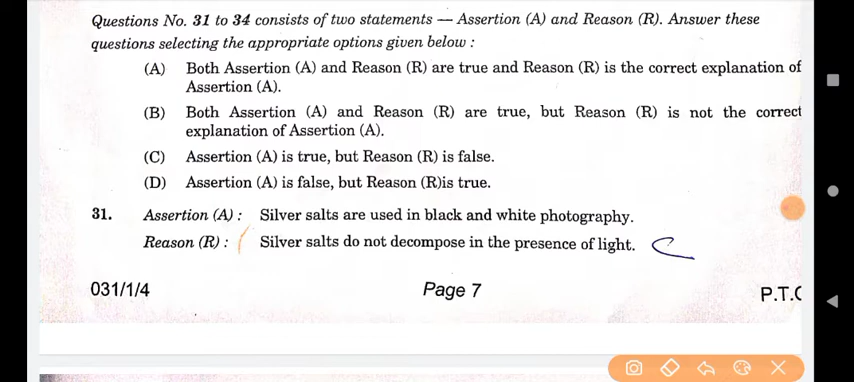 Questions No. 31 to 34 consists of two statements — Assertion (A) and Reason (R). Answer these
questions selecting the appropriate options given below :
(A) Both Assertion (A) and Reason (R) are true and Reason (R) is the correct explanation of
Assertion (A).
(B) Both Assertion (A) and Reason (R) are true, but Reason (R) is not the correct
explanation of Assertion (A).
(C) Assertion (A) is true, but Reason (R) is false.
(D) Assertion (A) is false, but Reason (R)is true.
31. Assertion (A) : Silver salts are used in black and white photography.
Reason (R) : Silver salts do not decompose in the presence of light.
031/1/4 Page 7 P.T.